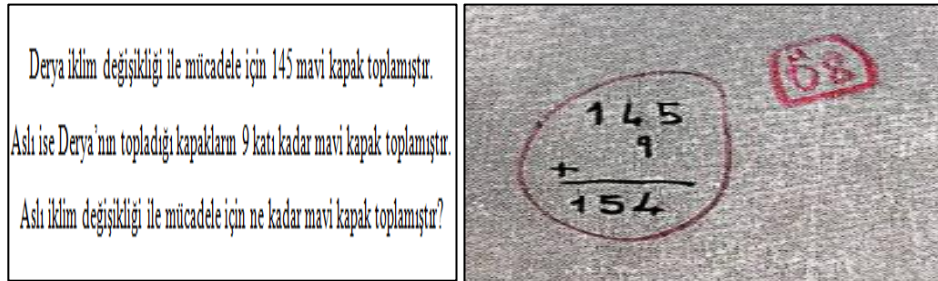 Derya iklim değişikliği ile mücadele için 145 mavi kapak toplamıştır.
Aslı ise Derya'nın topladığı kapakların 9 katı kadar mavi kapak toplamıştır.
Aslı iklim değişikliği ile mücadele için ne kadar mavi kapak toplamıştır?
Ö8
145
9
+
154